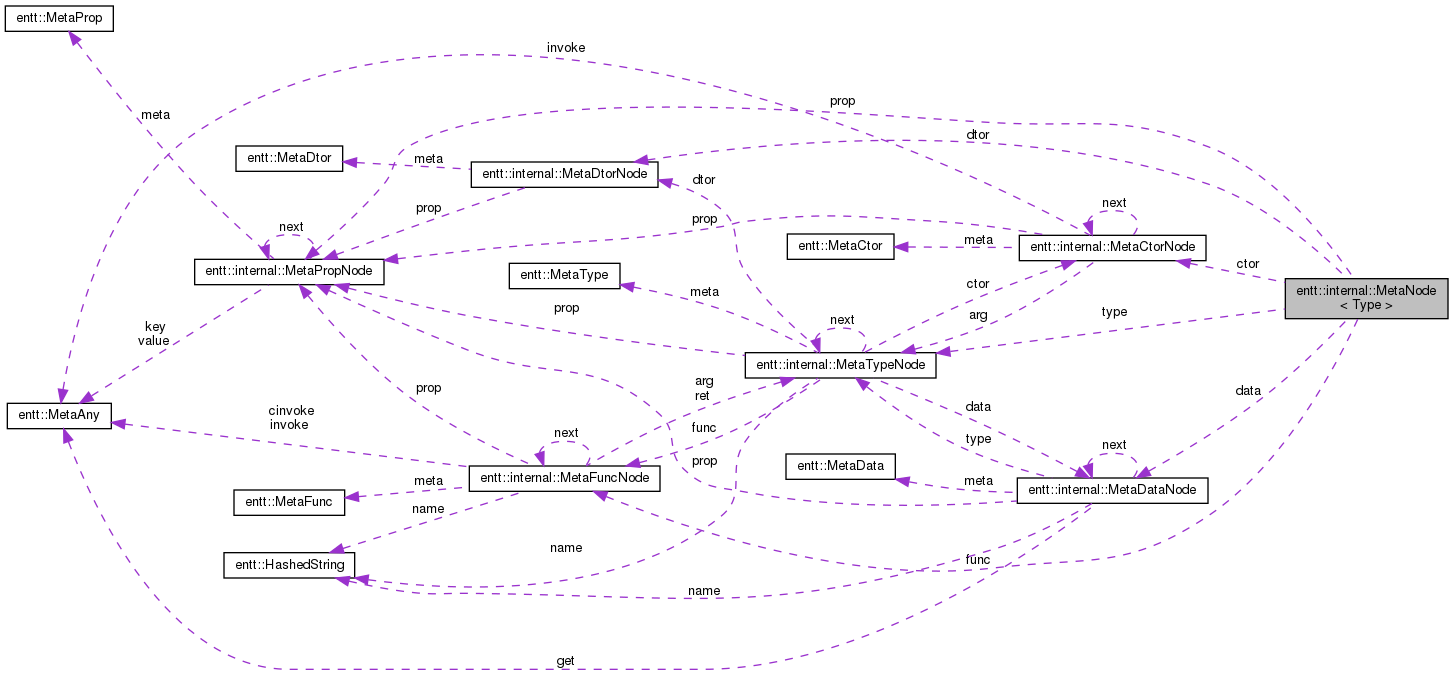 entt::MetaProp
invoke
prop
meta
dtor
entt::MetaDtor
meta
entt::internal::MetaDtorNode
dtor
prop
prop
next
next
entt::MetaCtor
meta
entt::internal::MetaCtorNode
entt::internal::MetaPropNode
entt::MetaType
ctor
meta
ctor
entt::internal::MetaNode
< Type >
prop
arg
type
next
key
value
entt::internal::MetaTypeNode
arg
ret
prop
data
data
entt::MetaAny
cinvoke
invoke
func
next
type
next
prop
entt::MetaData
meta
entt::internal::MetaFuncNode
meta
entt::internal::MetaDataNode
entt::MetaFunc
name
name
func
entt::HashedString
name
get